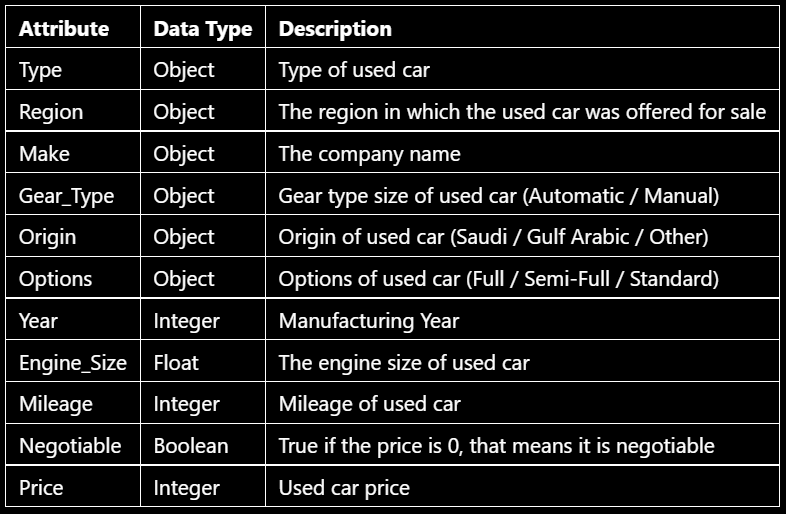 Attribute Data Type Description
Type Object Type of used car
Region Object The region in which the used car was offered for sale
Make Object The company name
Gear_Type Object Gear type size of used car (Automatic / Manual)
Origin Object Origin of used car (Saudi / Gulf Arabic / Other)
Options Object Options of used car (Full / Semi-Full / Standard)
Year Integer Manufacturing Year
Engine_Size Float The engine size of used car
Mileage Integer Mileage of used car
Negotiable Boolean True if the price is 0, that means it is negotiable
Price Integer Used car price